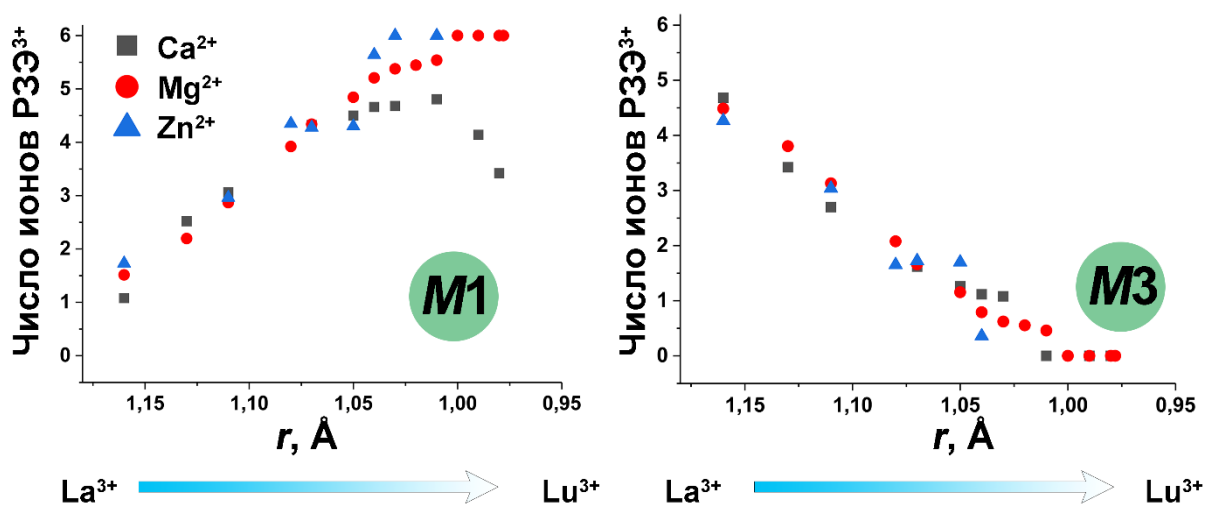 Число ионов РЗЭ³⁺
6
5
4
3
2
1
0
Ca²⁺
Mg²⁺
Zn²⁺
M1
1,15
1,10
1,05
1,00
0,95
r, Å
La³⁺
Lu³⁺
Число ионов РЗЭ³⁺
6
5
4
3
2
1
0
M3
1,15
1,10
1,05
1,00
0,95
r, Å
La³⁺
Lu³⁺